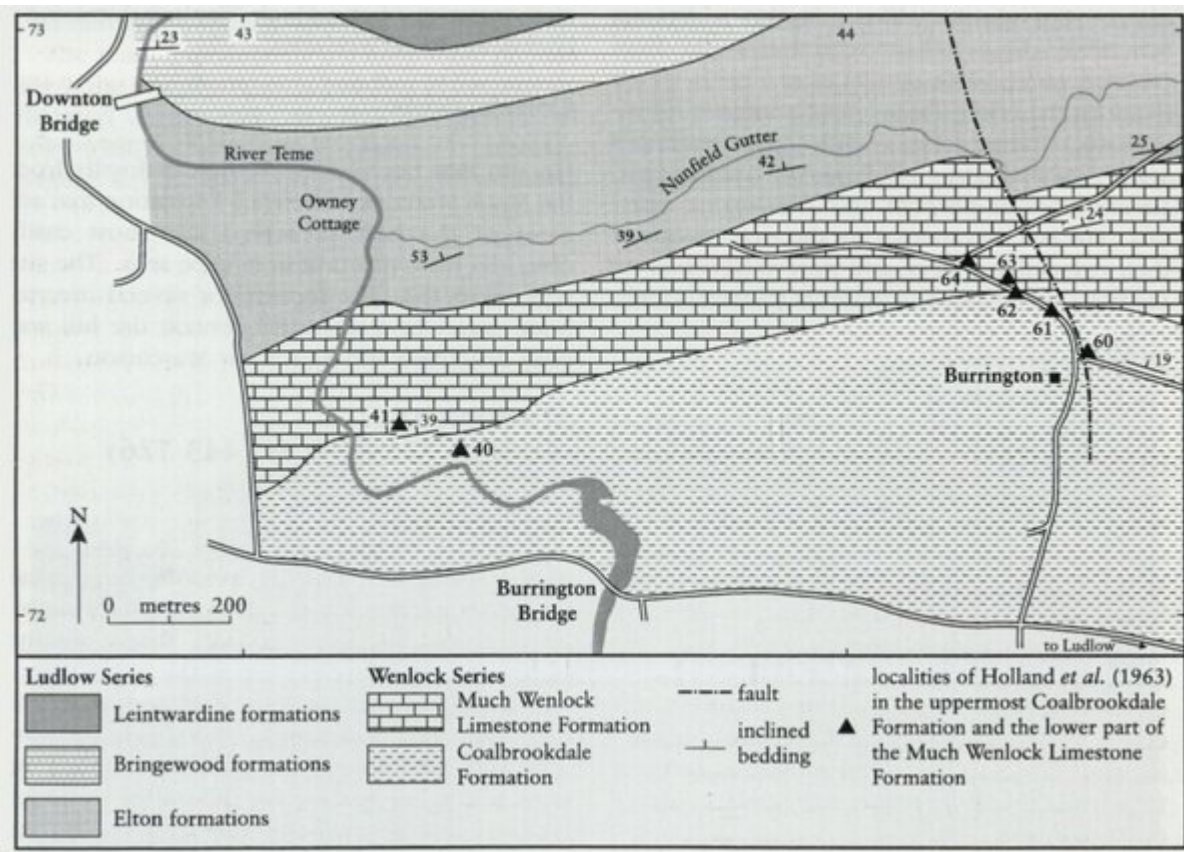 73
43
44
23
Downton
Bridge
River Teme
Nunfield Gutter
42
25
Owney
Cottage
53
39
24
64
63
62
61
60
19
Burrington
41
39
40
N
0 metres 200
Burrington
Bridge
72
to Ludlow
Ludlow Series
Leintwardine formations
Bringewood formations
Elton formations
Wenlock Series
Much Wenlock
Limestone Formation
Coalbrookdale
Formation
fault
inclined
bedding
localities of Holland et al. (1963)
in the uppermost Coalbrookdale
Formation and the lower part of
the Much Wenlock Limestone
Formation